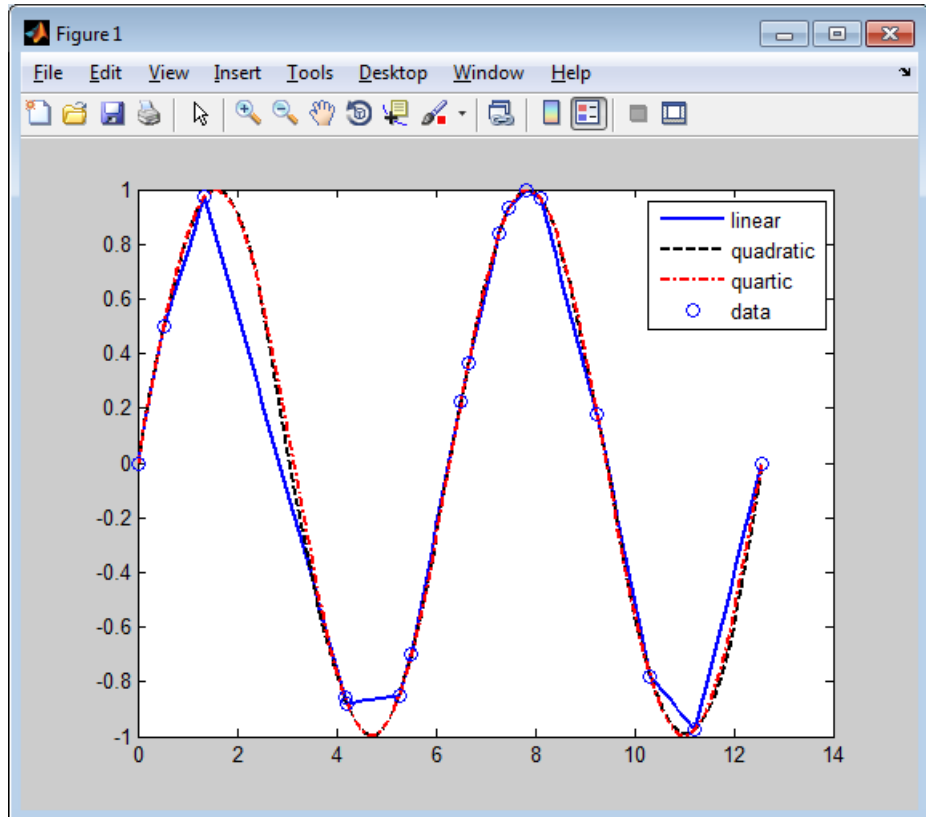 Figure 1
File Edit View Insert Tools Desktop Window Help
1
0.8
0.6
0.4
0.2
0
-0.2
-0.4
-0.6
-0.8
-1
0 2 4 6 8 10 12 14
linear
quadratic
quartic
data